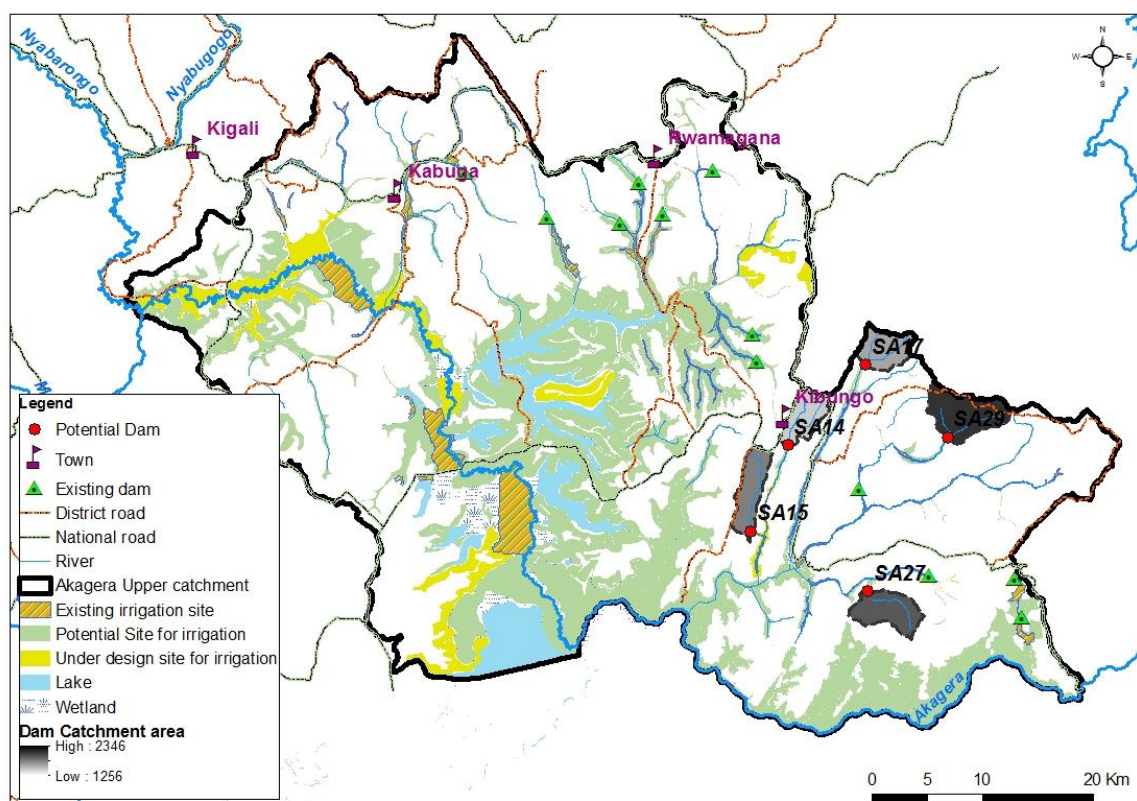 N
W
E
S
Nyabarongo
Nyabugogo
Kigali
Rwamagana
Kabuga
SA17
Kibungo
SA29
SA14
SA15
SA27
Akagera
Legend
Potential Dam
Town
Existing dam
District road
National road
River
Akagera Upper catchment
Existing irrigation site
Potential Site for irrigation
Under design site for irrigation
Lake
Wetland
Dam Catchment area
High : 2346
Low : 1256
0 5 10 20 Km